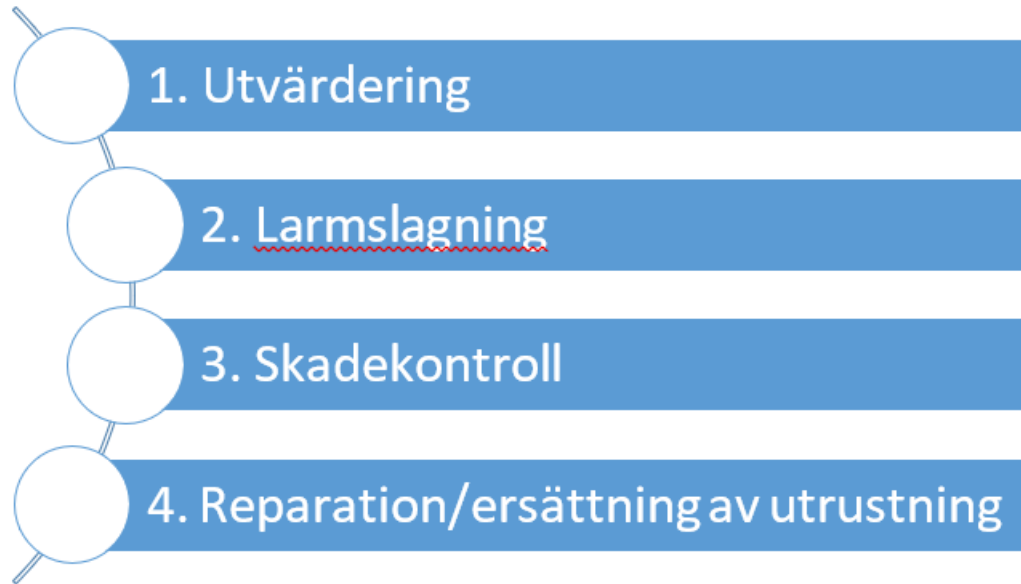 1. Utvärdering
2. Larmslagning
3. Skadekontroll
4. Reparation/ersättning av utrustning